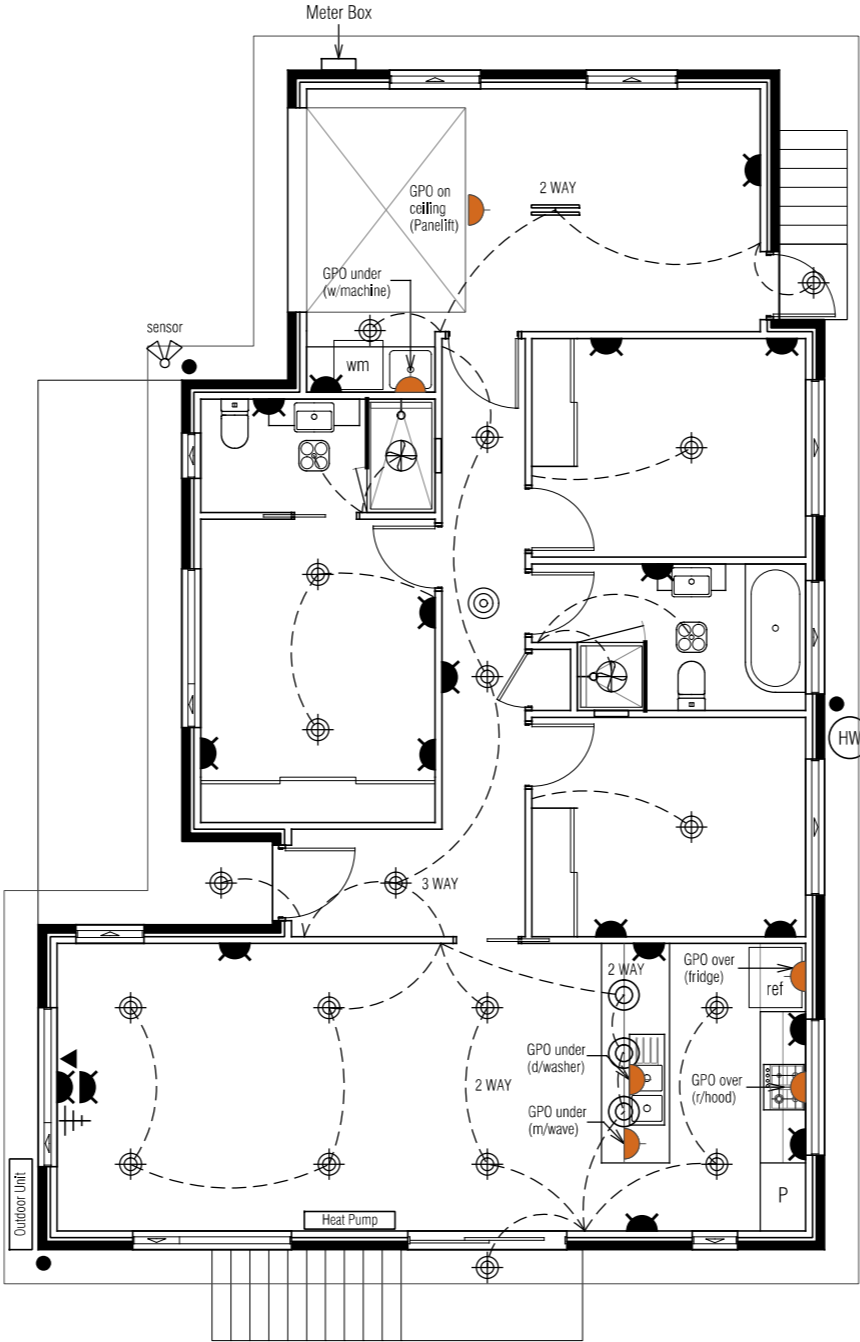 Meter Box
2 WAY
GPO on
ceiling
(Panelift)
GPO under
(w/machine)
sensor
wm
HW
3 WAY
2 WAY
GPO over
(fridge)
ref
GPO under
(d/washer)
2 WAY
GPO over
(r/hood)
GPO under
(m/wave)
P
Outdoor Unit
Heat Pump